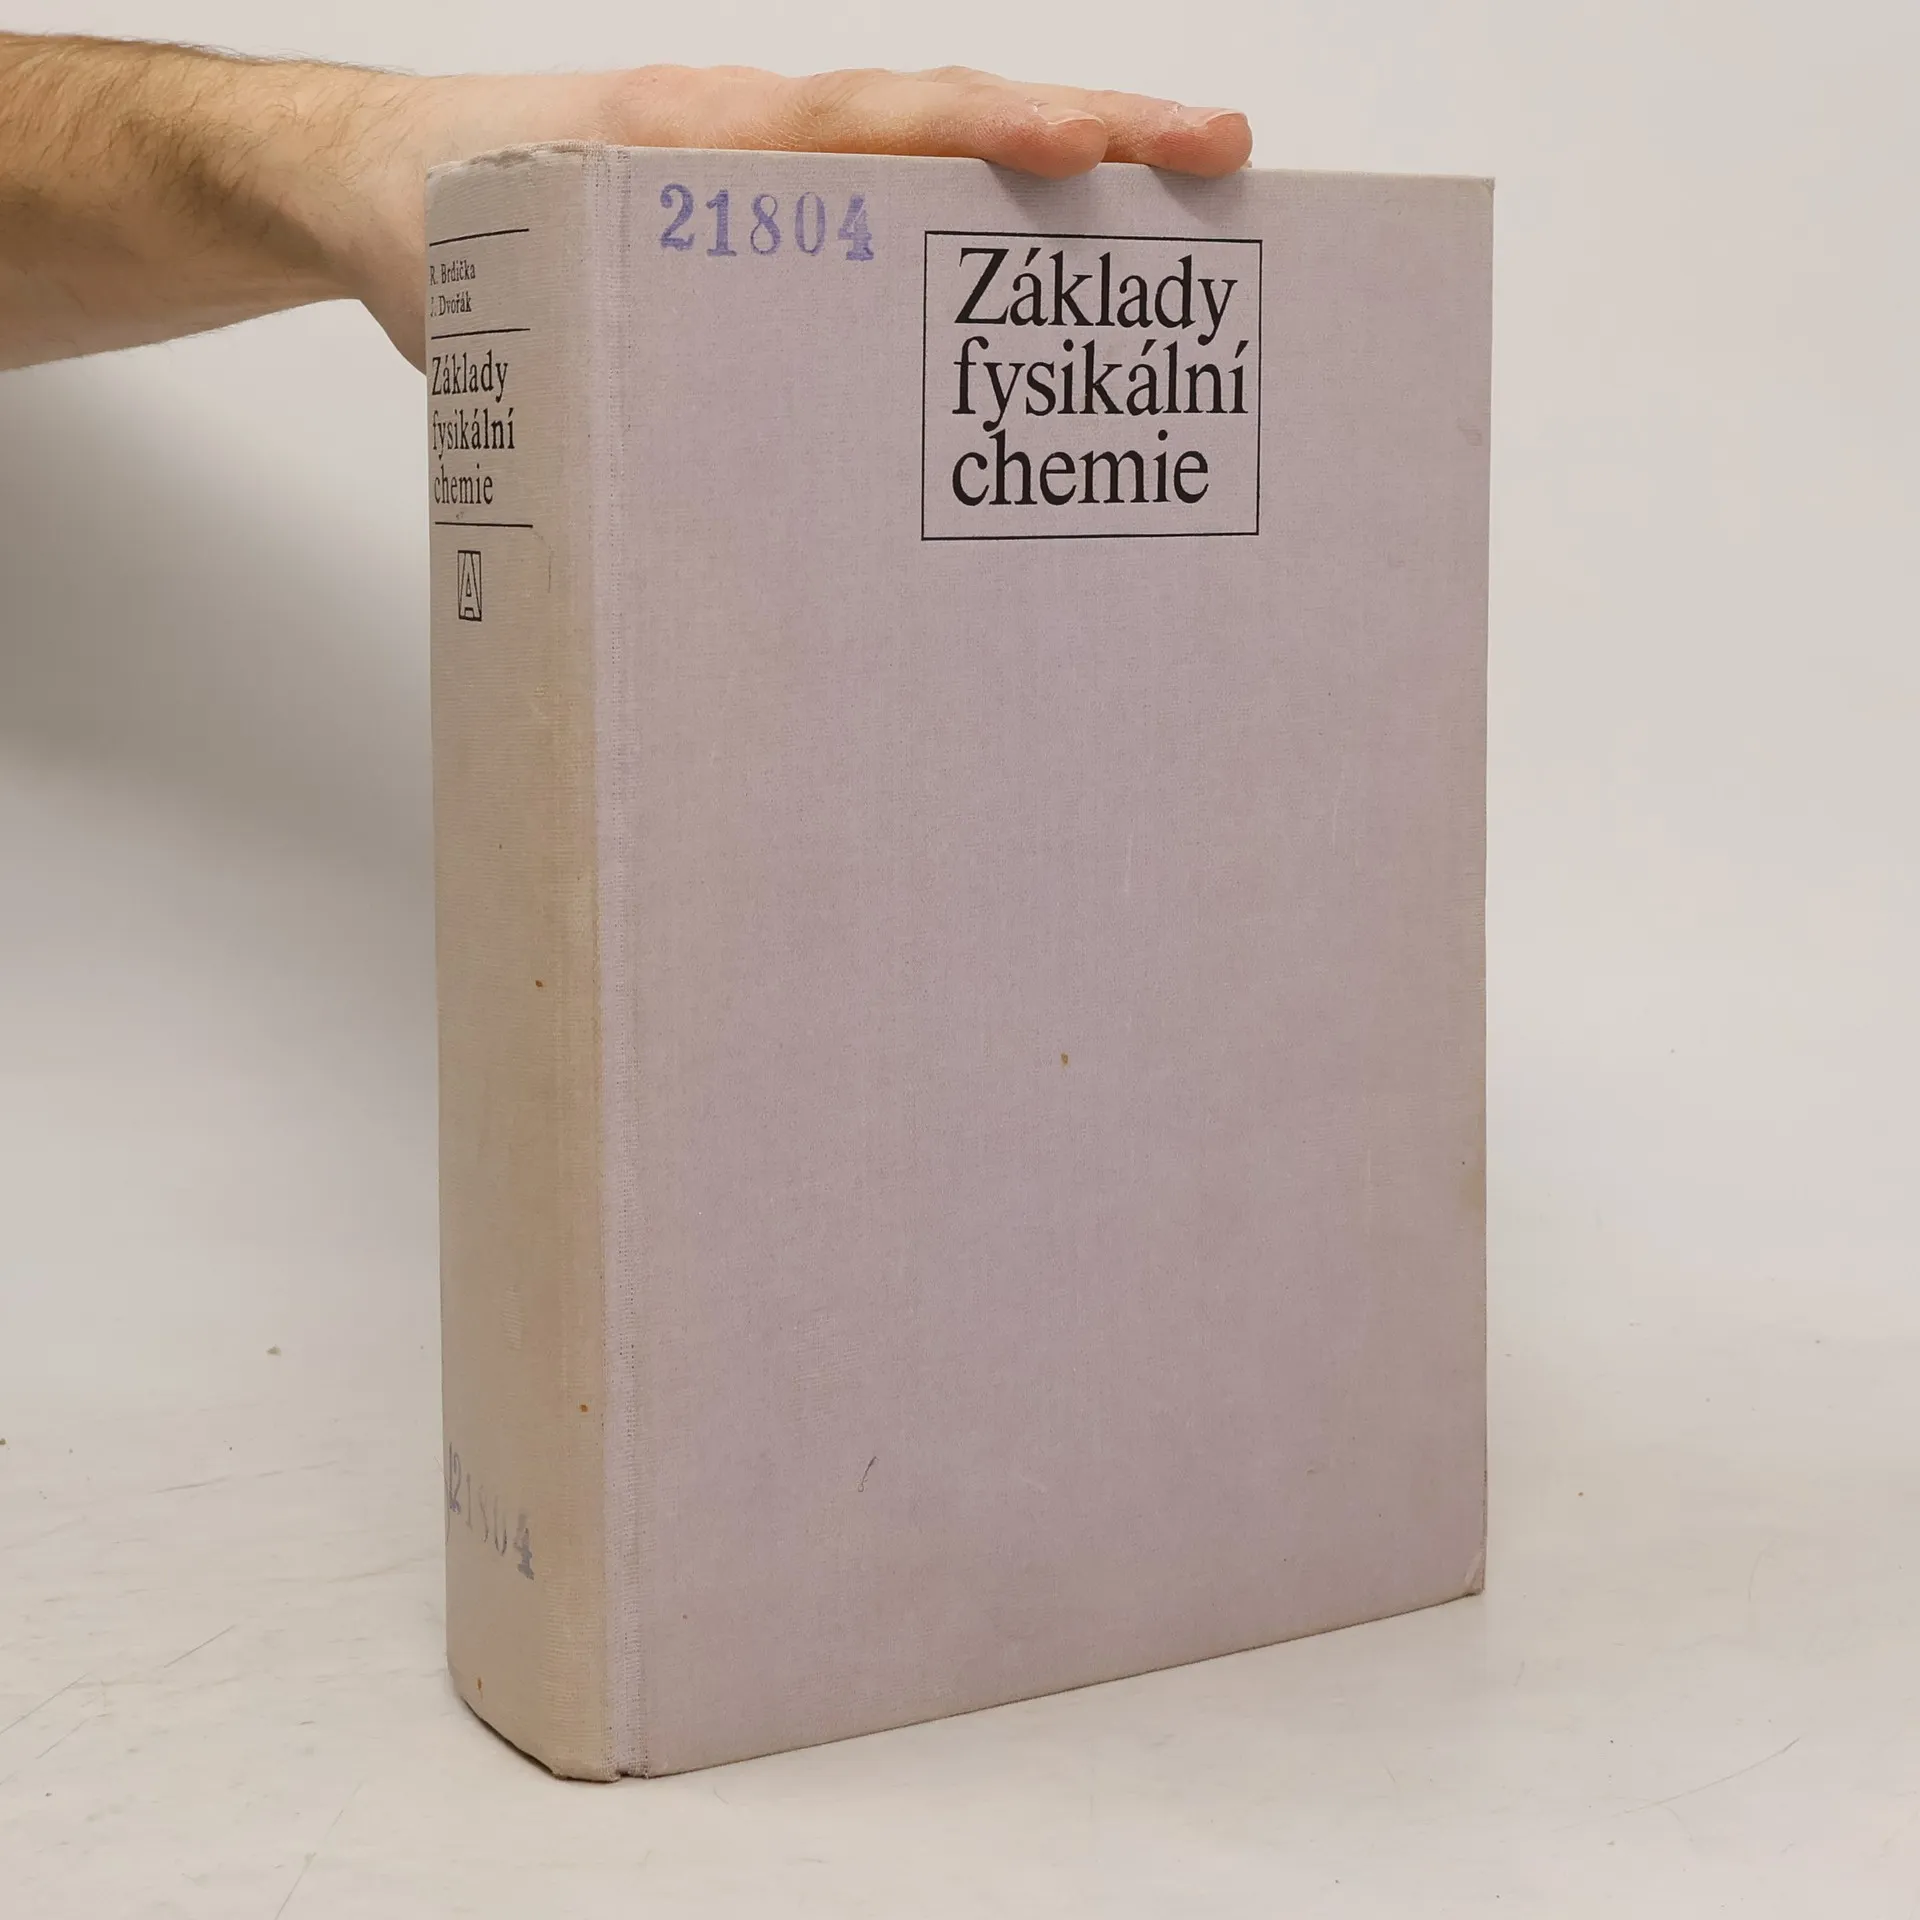 21804
Základy
fysikální
chemie
R. Brdička
J. Dvořák
Základy
fysikální
chemie
A
21804